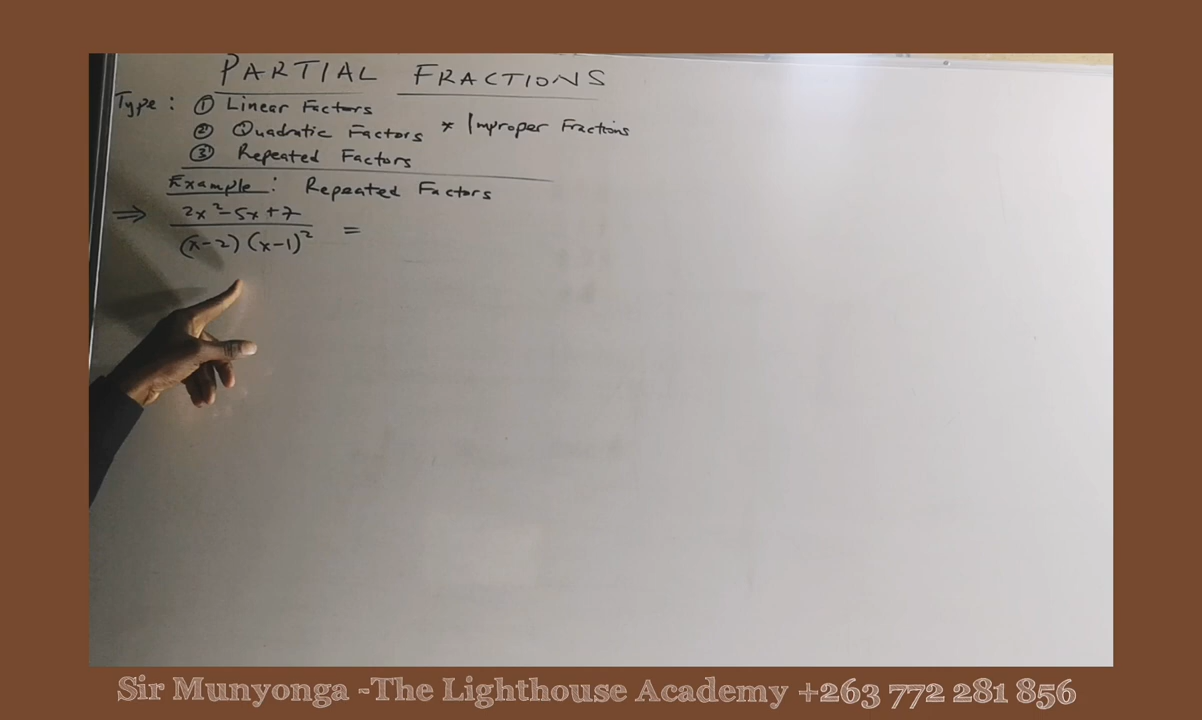 PARTIAL FRACTIONS
Type: ① Linear Factors
② Quadratic Factors * Improper Fractions
③ Repeated Factors
Example: Repeated Factors
⇒ 2x²-5x+7 / (x-2)(x-1)² =
Sir Munyonga -The Lighthouse Academy +263 772 281 856